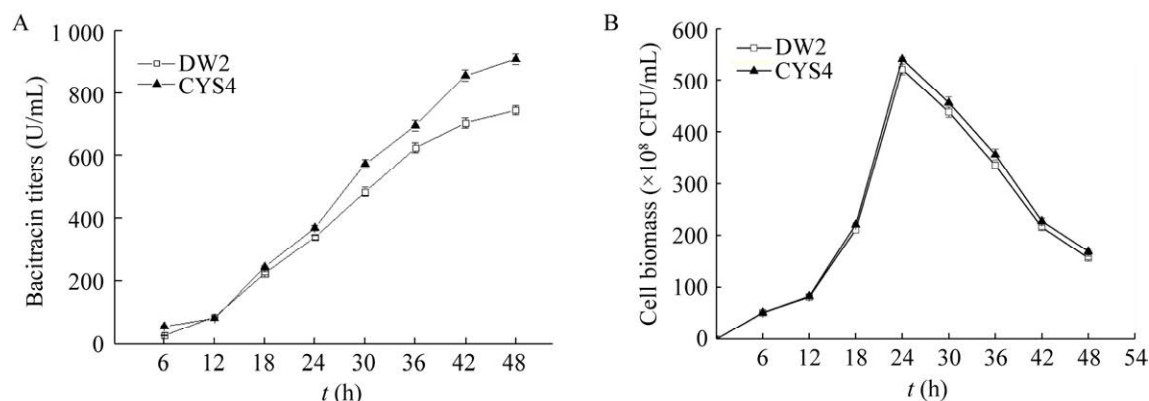 A
Bacitracin titers (U/mL)
1 000
800
600
400
200
0
DW2
CYS4
6 12 18 24 30 36 42 48
t (h)
B
Cell biomass (×10⁸ CFU/mL)
600
500
400
300
200
100
0
DW2
CYS4
6 12 18 24 30 36 42 48 54
t (h)